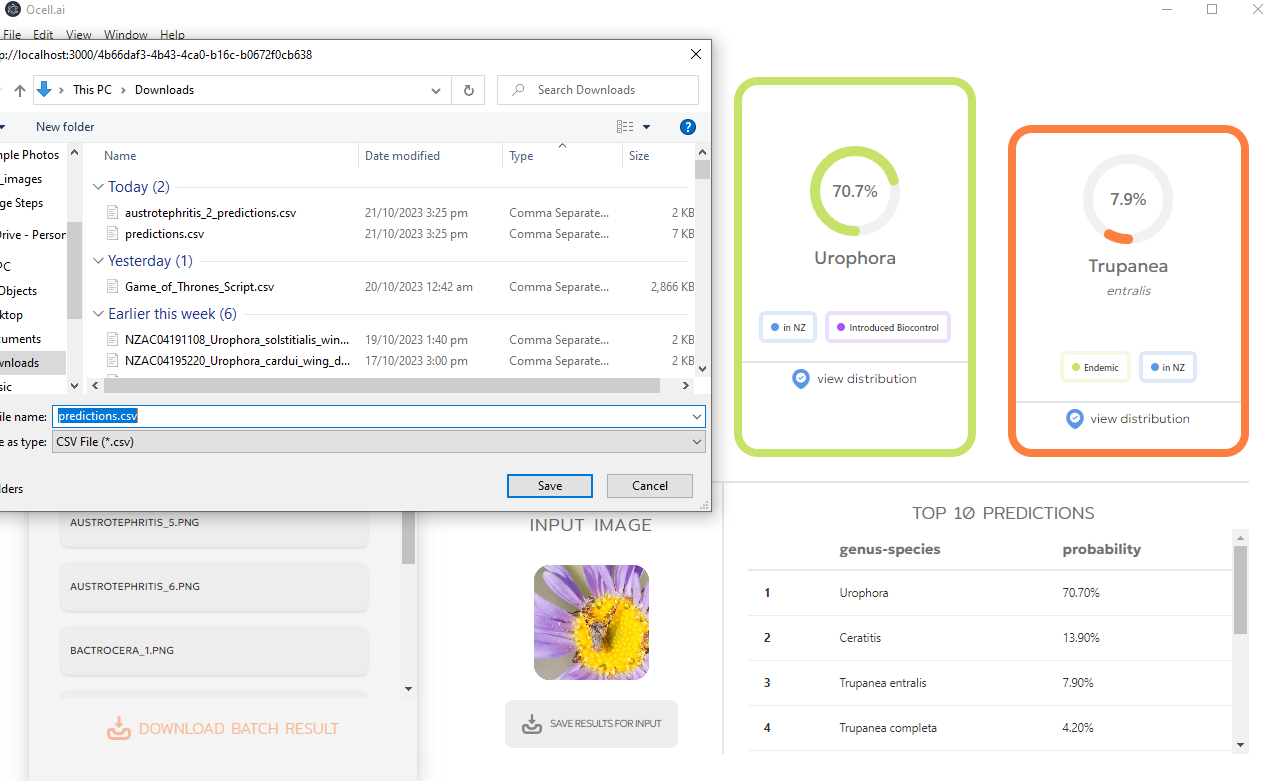 Ocell.ai
File Edit View Window Help
p://localhost:3000/4b66daf3-4b43-4ca0-b16c-b0672f0cb638
This PC > Downloads
Search Downloads
New folder
?
Name Date modified Type Size
Today (2)
austrotephritis_2_predictions.csv 21/10/2023 3:25 pm Comma Separate... 2 KB
predictions.csv 21/10/2023 3:25 pm Comma Separate... 7 KB
Yesterday (1)
Game_of_Thrones_Script.csv 20/10/2023 12:42 am Comma Separate... 2,866 KB
Earlier this week (6)
NZAC04191108_Urophora_solstitialis_win... 19/10/2023 1:40 pm Comma Separate... 2 KB
NZAC04195220_Urophora_cardui_wing_d... 17/10/2023 3:00 pm Comma Separate... 2 KB
nple Photos
_images
ge Steps
Drive - Person
PC
Objects
ktop
cuments
wnloads
sic
ile name: predictions.csv
e as type: CSV File (*.csv)
lders
Save Cancel
70.7%
Urophora
in NZ
Introduced Biocontrol
view distribution
7.9%
Trupanea
entralis
Endemic
in NZ
view distribution
AUSTROTEPHRITIS_5.PNG
AUSTROTEPHRITIS_6.PNG
BACTROCERA_1.PNG
DOWNLOAD BATCH RESULT
INPUT IMAGE
SAVE RESULTS FOR INPUT
TOP 10 PREDICTIONS
genus-species probability
1 Urophora 70.70%
2 Ceratitis 13.90%
3 Trupanea entralis 7.90%
4 Trupanea completa 4.20%